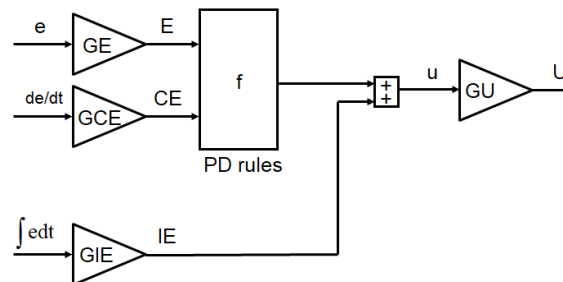 e
GE
E
f
de/dt
GCE
CE
PD rules
+
+
u
GU
U
∫ edt
GIE
IE